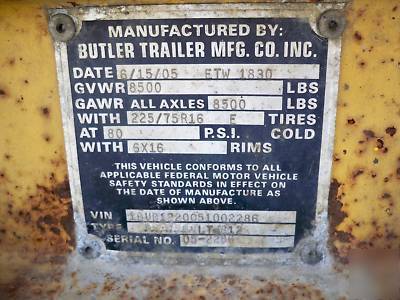 MANUFACTURED BY:
BUTLER TRAILER MFG. CO. INC.
DATE 6/15/05 ETW 1830
GVWR 8500 LBS
GAWR ALL AXLES 8500 LBS
WITH 225/75R16 E TIRES
AT 80 P.S.I. COLD
WITH 6X16 RIMS
THIS VEHICLE CONFORMS TO ALL
APPLICABLE FEDERAL MOTOR VEHICLE
SAFETY STANDARDS IN EFFECT ON
THE DATE OF MANUFACTURE AS
SHOWN ABOVE.
VIN
TYPE
SERIAL NO.